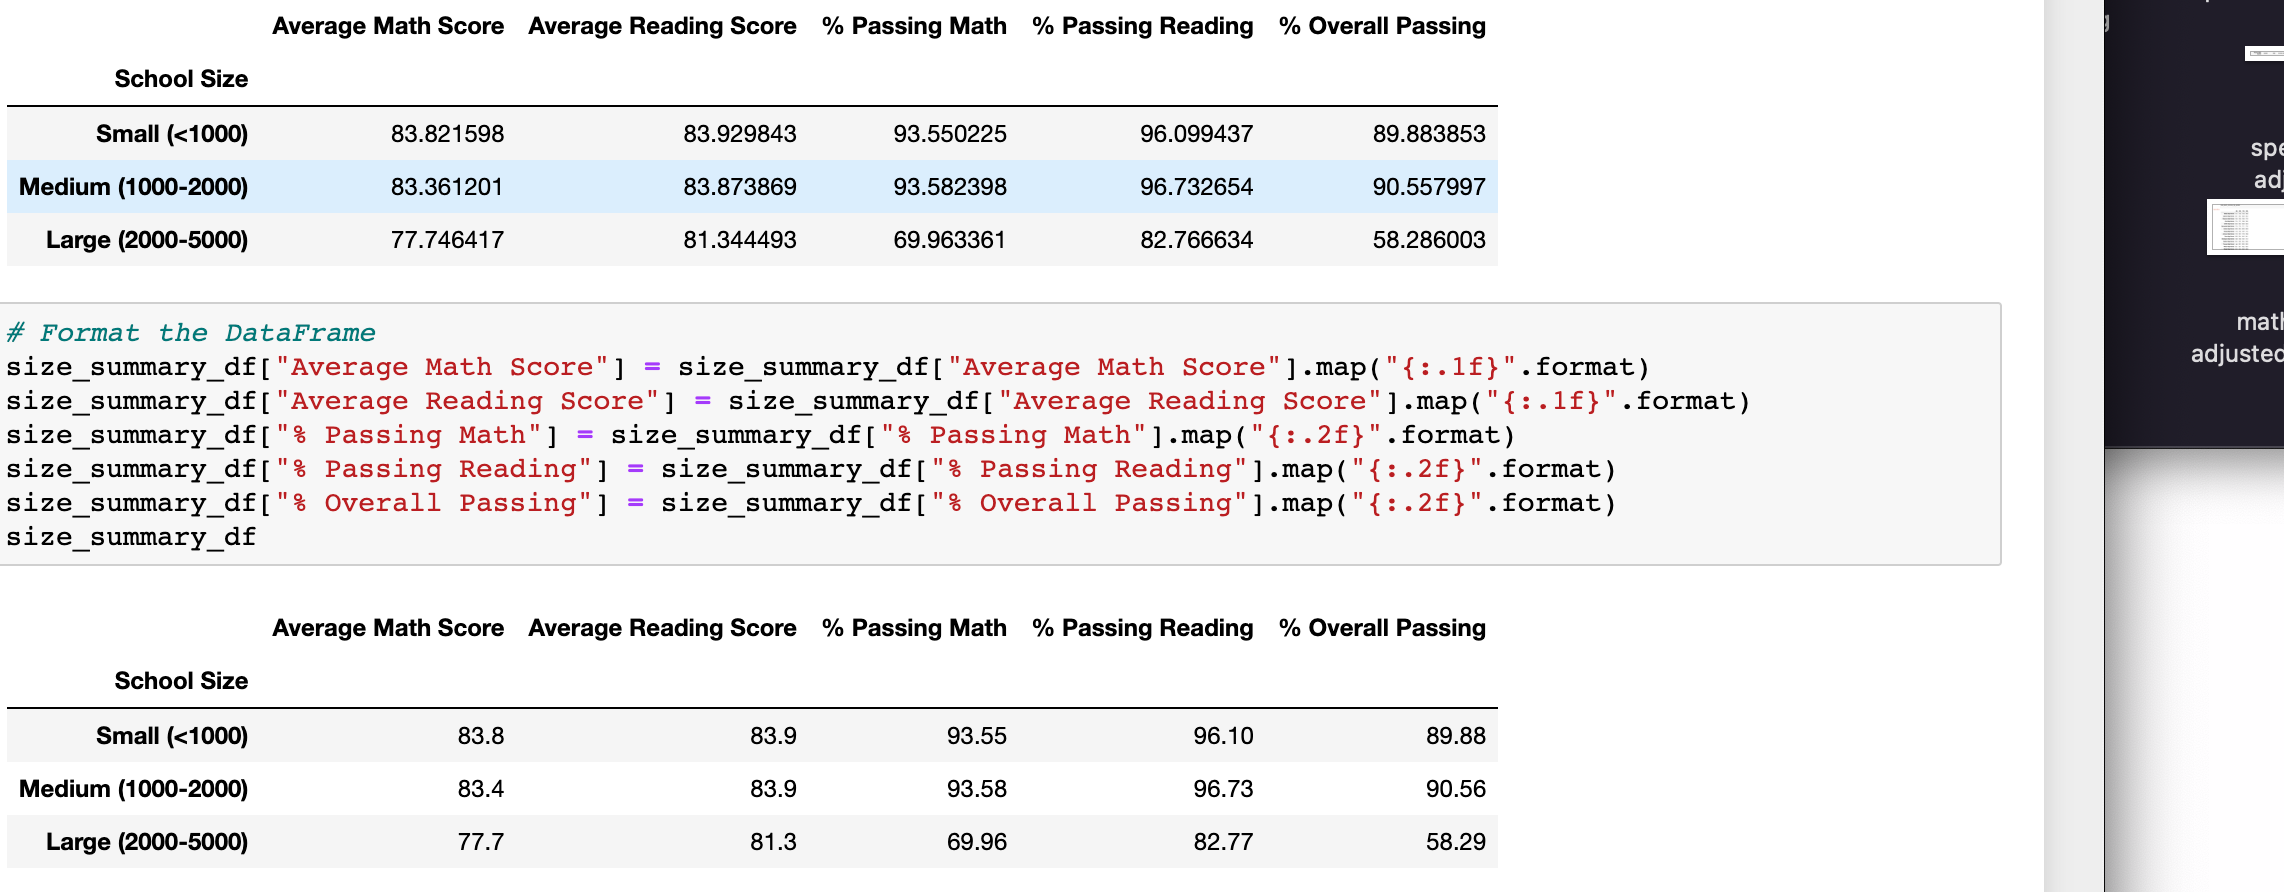 Average Math Score Average Reading Score % Passing Math % Passing Reading % Overall Passing
School Size
Small (<1000) 83.821598 83.929843 93.550225 96.099437 89.883853
Medium (1000-2000) 83.361201 83.873869 93.582398 96.732654 90.557997
Large (2000-5000) 77.746417 81.344493 69.963361 82.766634 58.286003
# Format the DataFrame
size_summary_df["Average Math Score"] = size_summary_df["Average Math Score"].map("{:.1f}".format)
size_summary_df["Average Reading Score"] = size_summary_df["Average Reading Score"].map("{:.1f}".format)
size_summary_df["% Passing Math"] = size_summary_df["% Passing Math"].map("{:.2f}".format)
size_summary_df["% Passing Reading"] = size_summary_df["% Passing Reading"].map("{:.2f}".format)
size_summary_df["% Overall Passing"] = size_summary_df["% Overall Passing"].map("{:.2f}".format)
size_summary_df
Average Math Score Average Reading Score % Passing Math % Passing Reading % Overall Passing
School Size
Small (<1000) 83.8 83.9 93.55 96.10 89.88
Medium (1000-2000) 83.4 83.9 93.58 96.73 90.56
Large (2000-5000) 77.7 81.3 69.96 82.77 58.29
spe
adj
math
adjusted